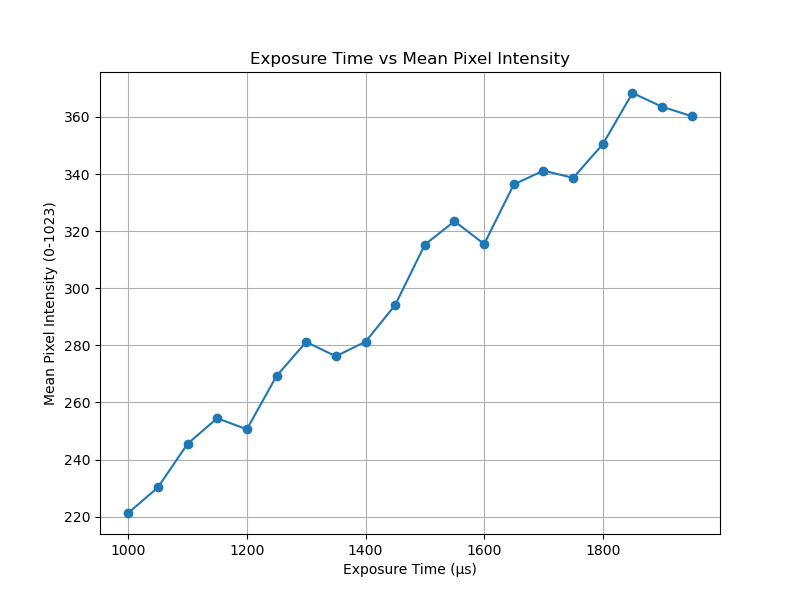 Exposure Time vs Mean Pixel Intensity
Mean Pixel Intensity (0-1023)
360
340
320
300
280
260
240
220
1000 1200 1400 1600 1800
Exposure Time (μs)